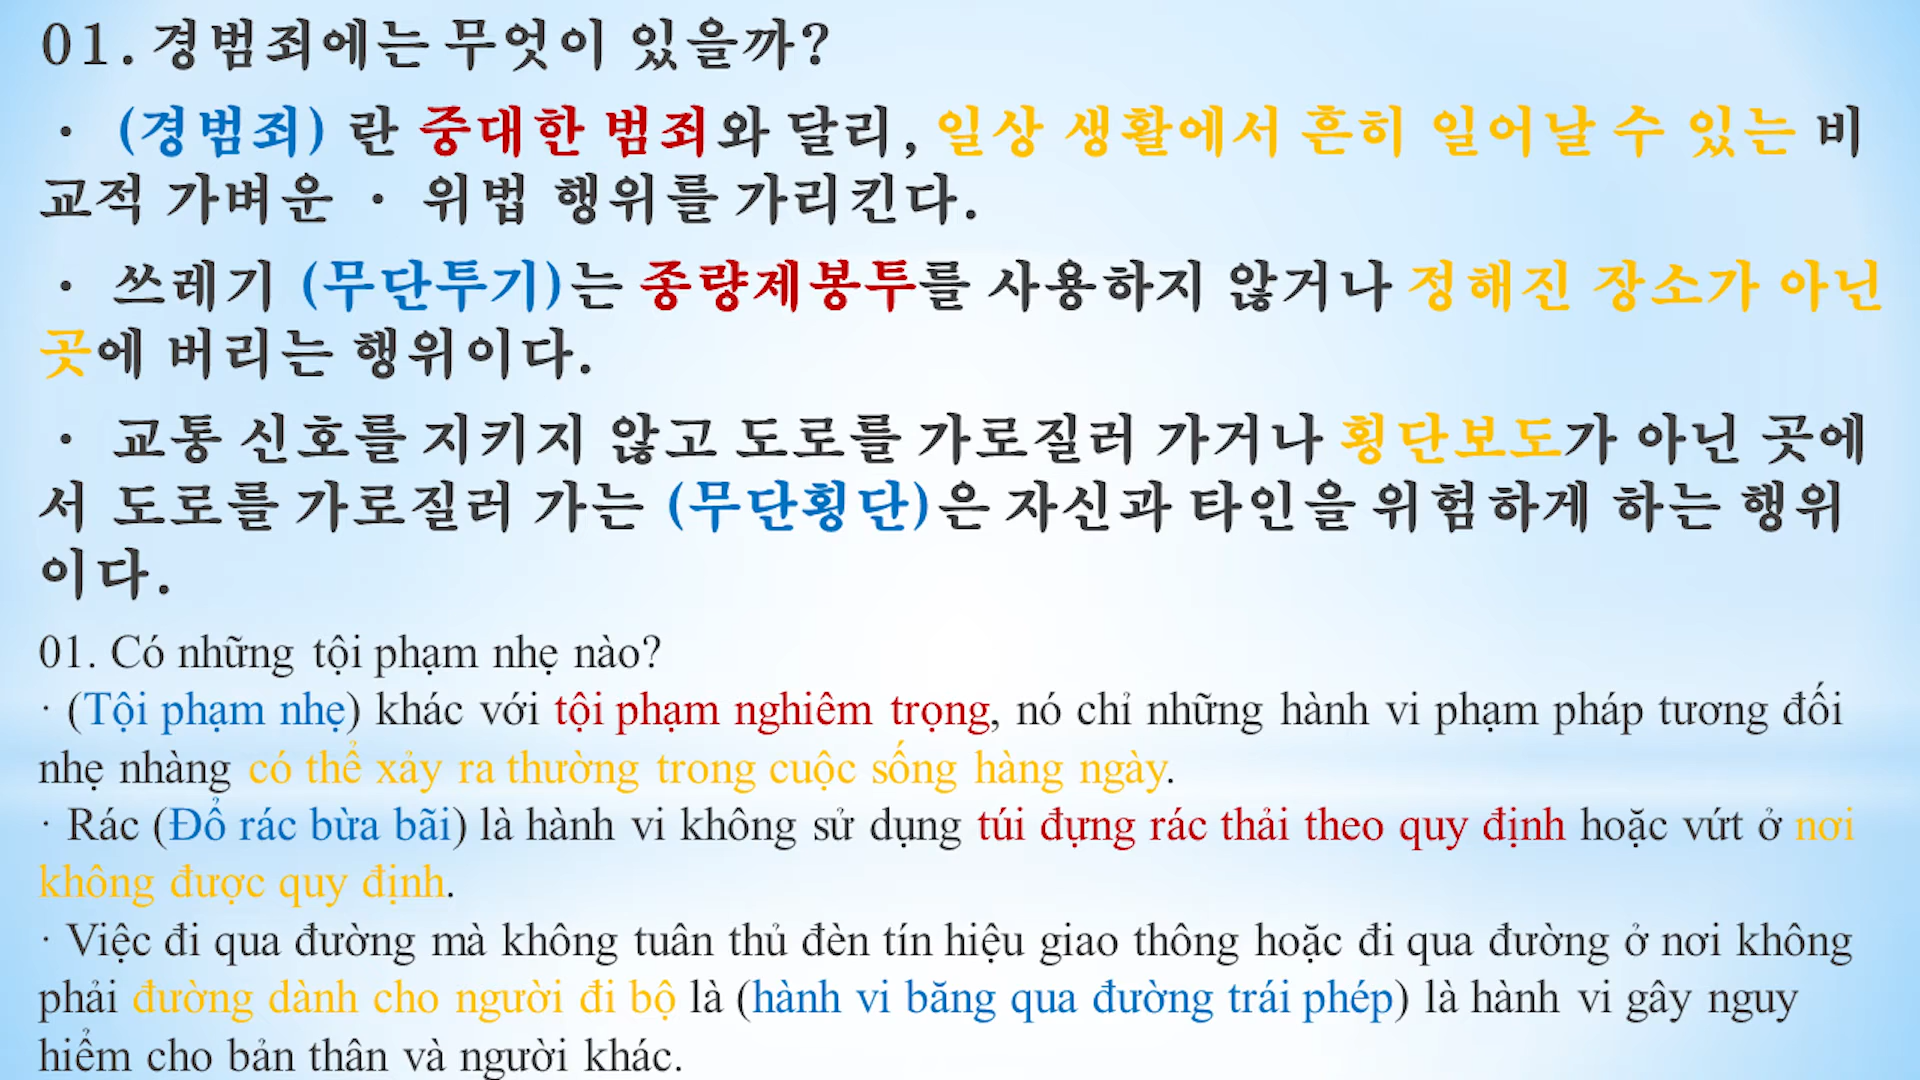 01. 경범죄에는 무엇이 있을까?
· (경범죄) 란 중대한 범죄와 달리, 일상 생활에서 흔히 일어날 수 있는 비
교적 가벼운 · 위법 행위를 가리킨다.
· 쓰레기 (무단투기)는 종량제봉투를 사용하지 않거나 정해진 장소가 아닌
곳에 버리는 행위이다.
· 교통 신호를 지키지 않고 도로를 가로질러 가거나 횡단보도가 아닌 곳에
서 도로를 가로질러 가는 (무단횡단)은 자신과 타인을 위험하게 하는 행위
이다.
01. Có những tội phạm nhẹ nào?
· (Tội phạm nhẹ) khác với tội phạm nghiêm trọng, nó chỉ những hành vi phạm pháp tương đối
nhẹ nhàng có thể xảy ra thường trong cuộc sống hàng ngày.
· Rác (Đổ rác bừa bãi) là hành vi không sử dụng túi đựng rác thải theo quy định hoặc vứt ở nơi
không được quy định.
· Việc đi qua đường mà không tuân thủ đèn tín hiệu giao thông hoặc đi qua đường ở nơi không
phải đường dành cho người đi bộ là (hành vi băng qua đường trái phép) là hành vi gây nguy
hiểm cho bản thân và người khác.